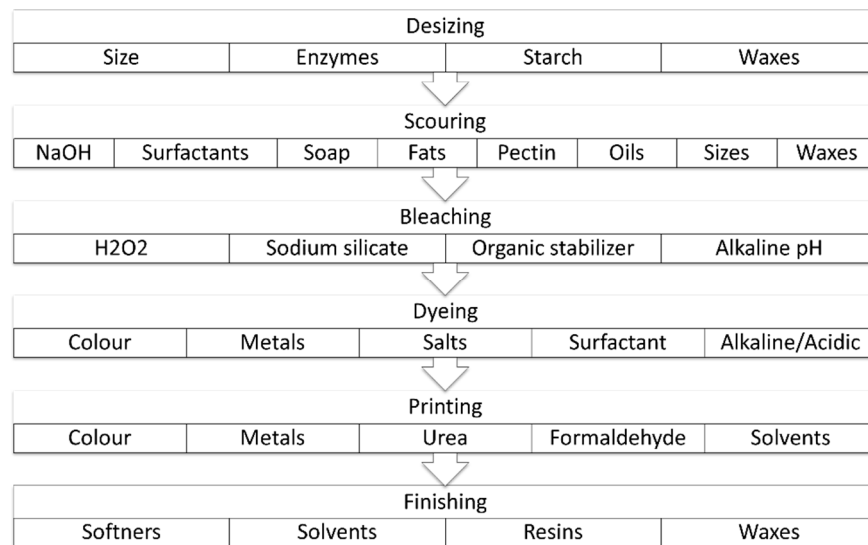 Desizing
Size Enzymes Starch Waxes
Scouring
NaOH Surfactants Soap Fats Pectin Oils Sizes Waxes
Bleaching
H2O2 Sodium silicate Organic stabilizer Alkaline pH
Dyeing
Colour Metals Salts Surfactant Alkaline/Acidic
Printing
Colour Metals Urea Formaldehyde Solvents
Finishing
Softners Solvents Resins Waxes